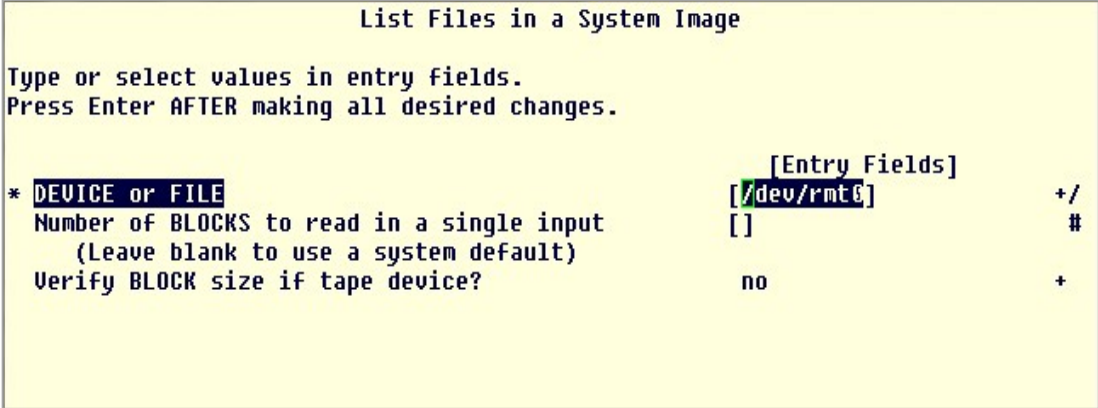 List Files in a System Image
Type or select values in entry fields.
Press Enter AFTER making all desired changes.
[Entry Fields]
* DEVICE or FILE [/dev/rmt0] +/
Number of BLOCKS to read in a single input [] #
(Leave blank to use a system default)
Verify BLOCK size if tape device? no +